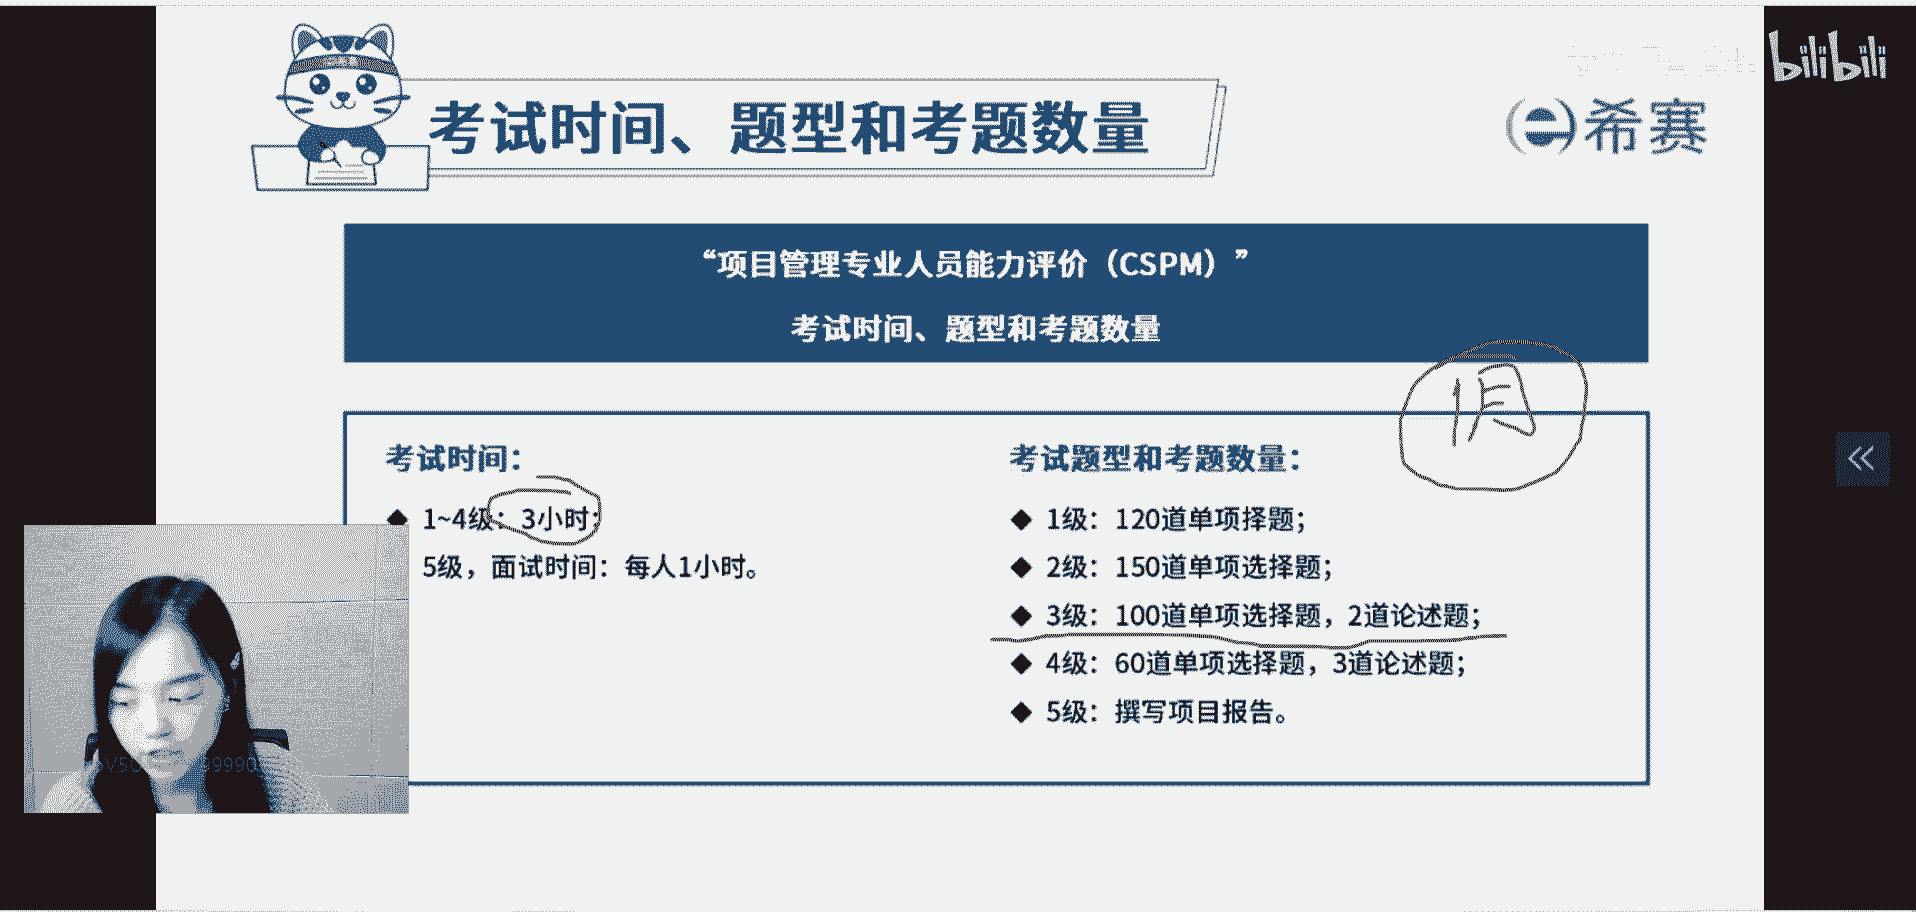 bilibili
希赛
考试时间、题型和考题数量
“项目管理专业人员能力评价（CSPM）”
考试时间、题型和考题数量
1月
考试时间：
1~4级：3小时；
5级，面试时间：每人1小时。
考试题型和考题数量：
1级：120道单项择题；
2级：150道单项选择题；
3级：100道单项选择题，2道论述题；
4级：60道单项选择题，3道论述题；
5级：撰写项目报告。